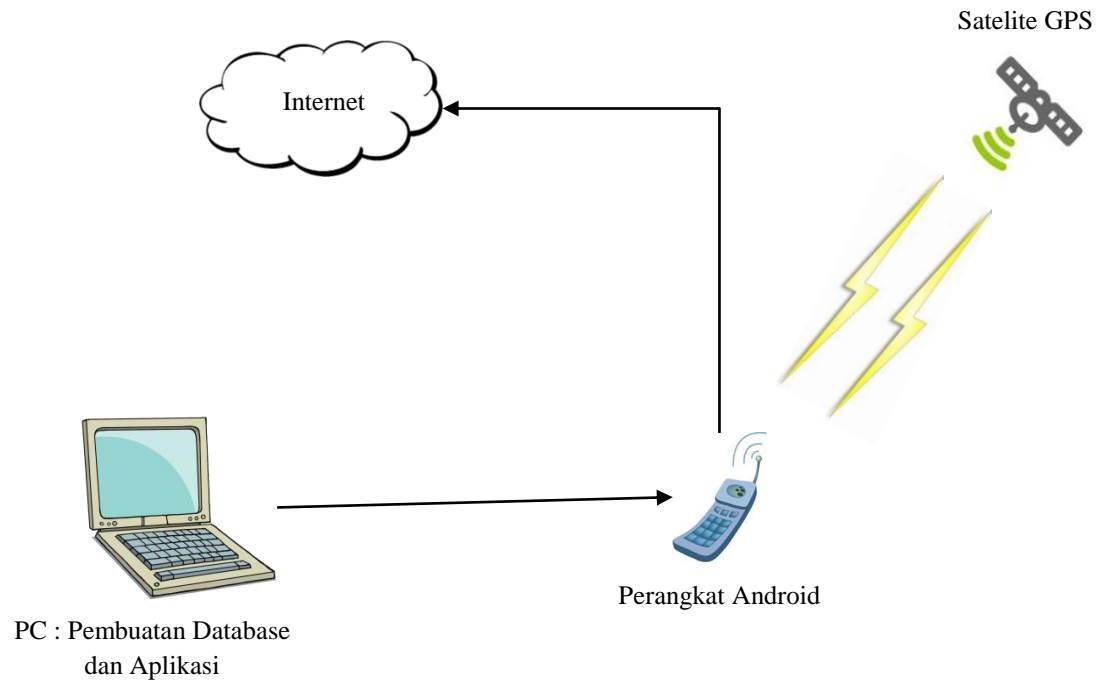 Satelite GPS
Internet
Perangkat Android
PC : Pembuatan Database
dan Aplikasi